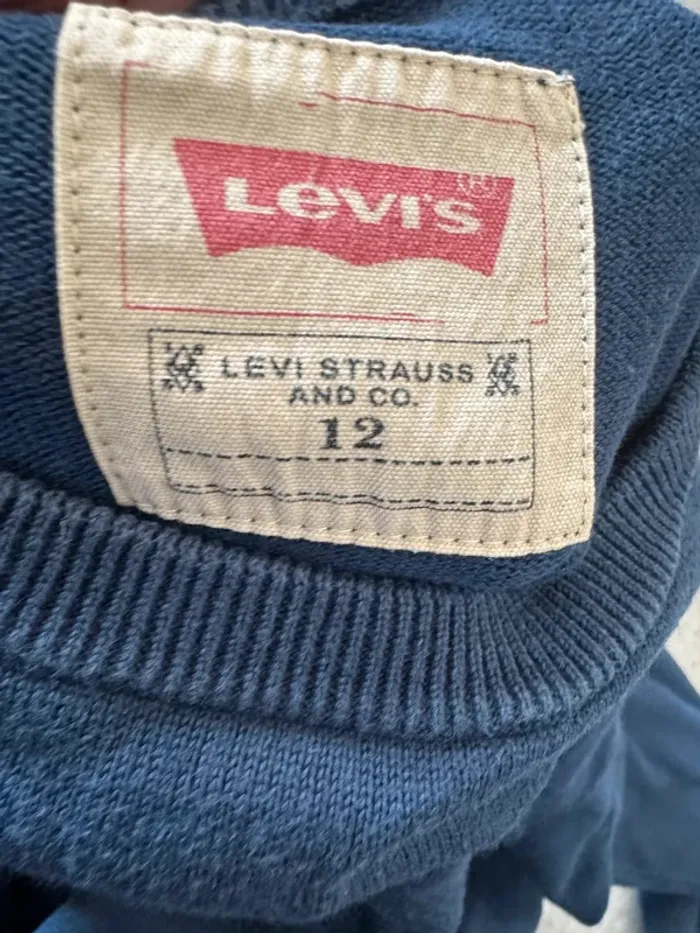 Levi's ®
LEVI STRAUSS
AND CO.
12